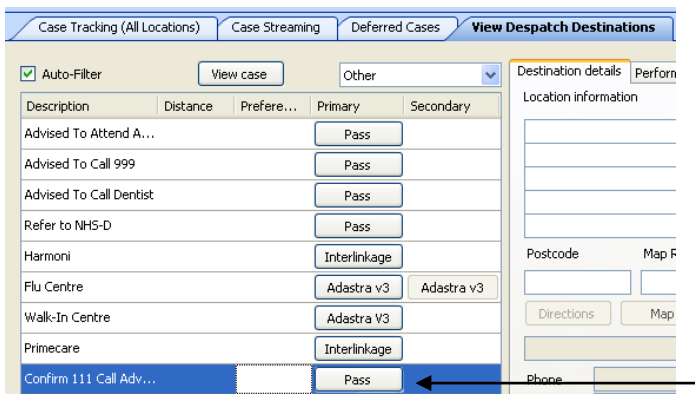 Case Tracking (All Locations) Case Streaming Deferred Cases View Despatch Destinations
Auto-Filter View case Other Destination details Perform
Location information
Description Distance Prefere... Primary Secondary
Advised To Attend A... Pass
Advised To Call 999 Pass
Advised To Call Dentist Pass
Refer to NHS-D Pass
Harmoni Interlinkage Postcode Map R
Flu Centre Adastra v3 Adastra v3
Walk-In Centre Adastra V3 Directions Map
Primecare Interlinkage
Confirm 111 Call Adv... Pass Phone